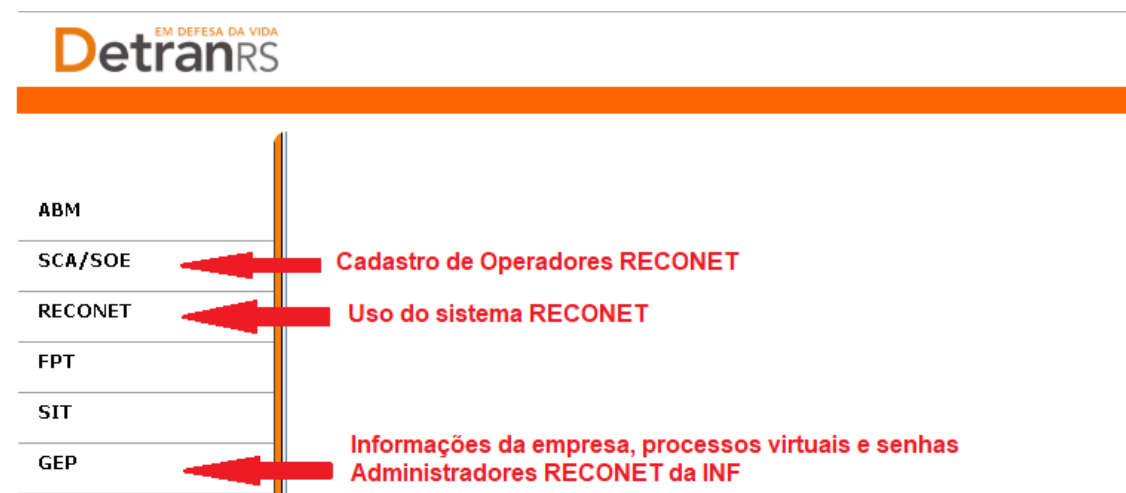 EM DEFESA DA VIDA
DetranRS
ABM
SCA/SOE
Cadastro de Operadores RECONET
RECONET
Uso do sistema RECONET
FPT
SIT
GEP
Informações da empresa, processos virtuais e senhas
Administradores RECONET da INF